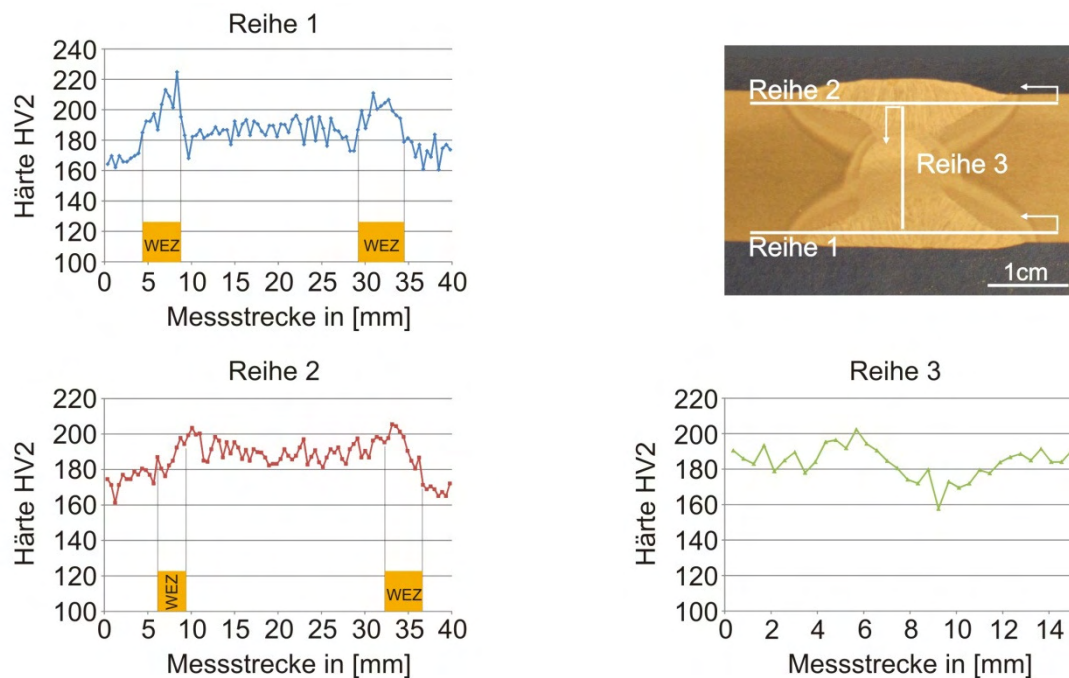 Reihe 1
240
220
200
180
160
140
120
100
Härte HV2
WEZ
WEZ
0 5 10 15 20 25 30 35 40
Messstrecke in [mm]
Reihe 2
Reihe 3
Reihe 1
1cm
Reihe 2
220
200
180
160
140
120
100
Härte HV2
WEZ
WEZ
0 5 10 15 20 25 30 35 40
Messstrecke in [mm]
Reihe 3
220
200
180
160
140
120
100
Härte HV2
0 2 4 6 8 10 12 14
Messstrecke in [mm]